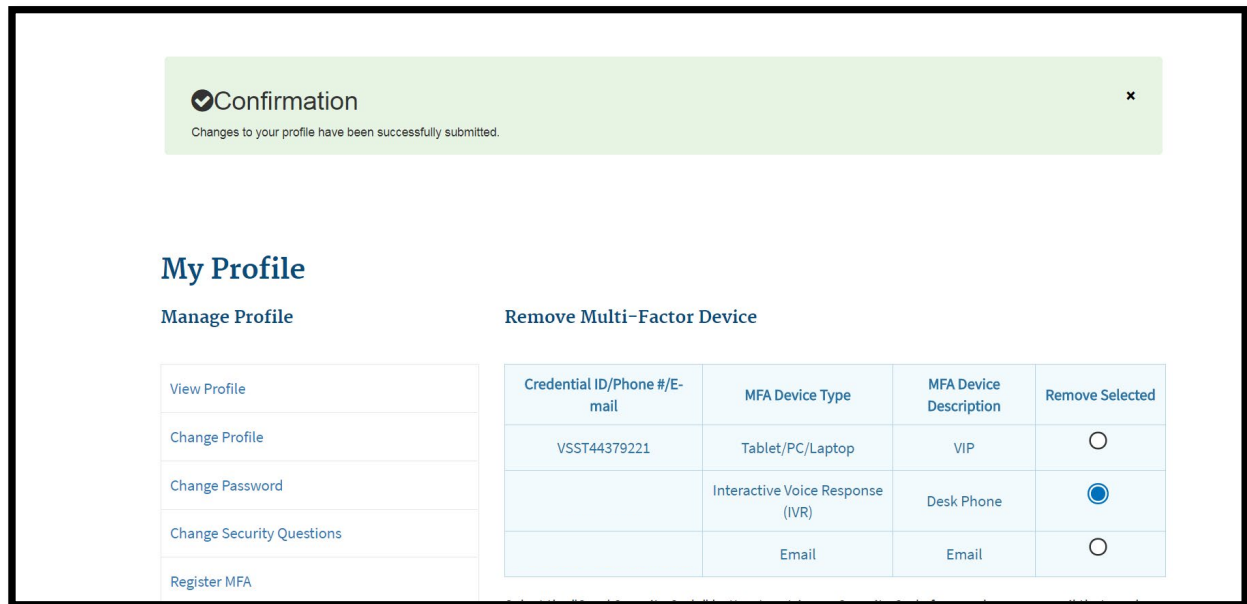 Confirmation
×
Changes to your profile have been successfully submitted.
My Profile
Manage Profile
Remove Multi-Factor Device
View Profile
Change Profile
Change Password
Change Security Questions
Register MFA
Credential ID/Phone #/E-
mail
MFA Device Type
MFA Device
Description
Remove Selected
VSST44379221
Tablet/PC/Laptop
VIP
Interactive Voice Response
(IVR)
Desk Phone
Email
Email